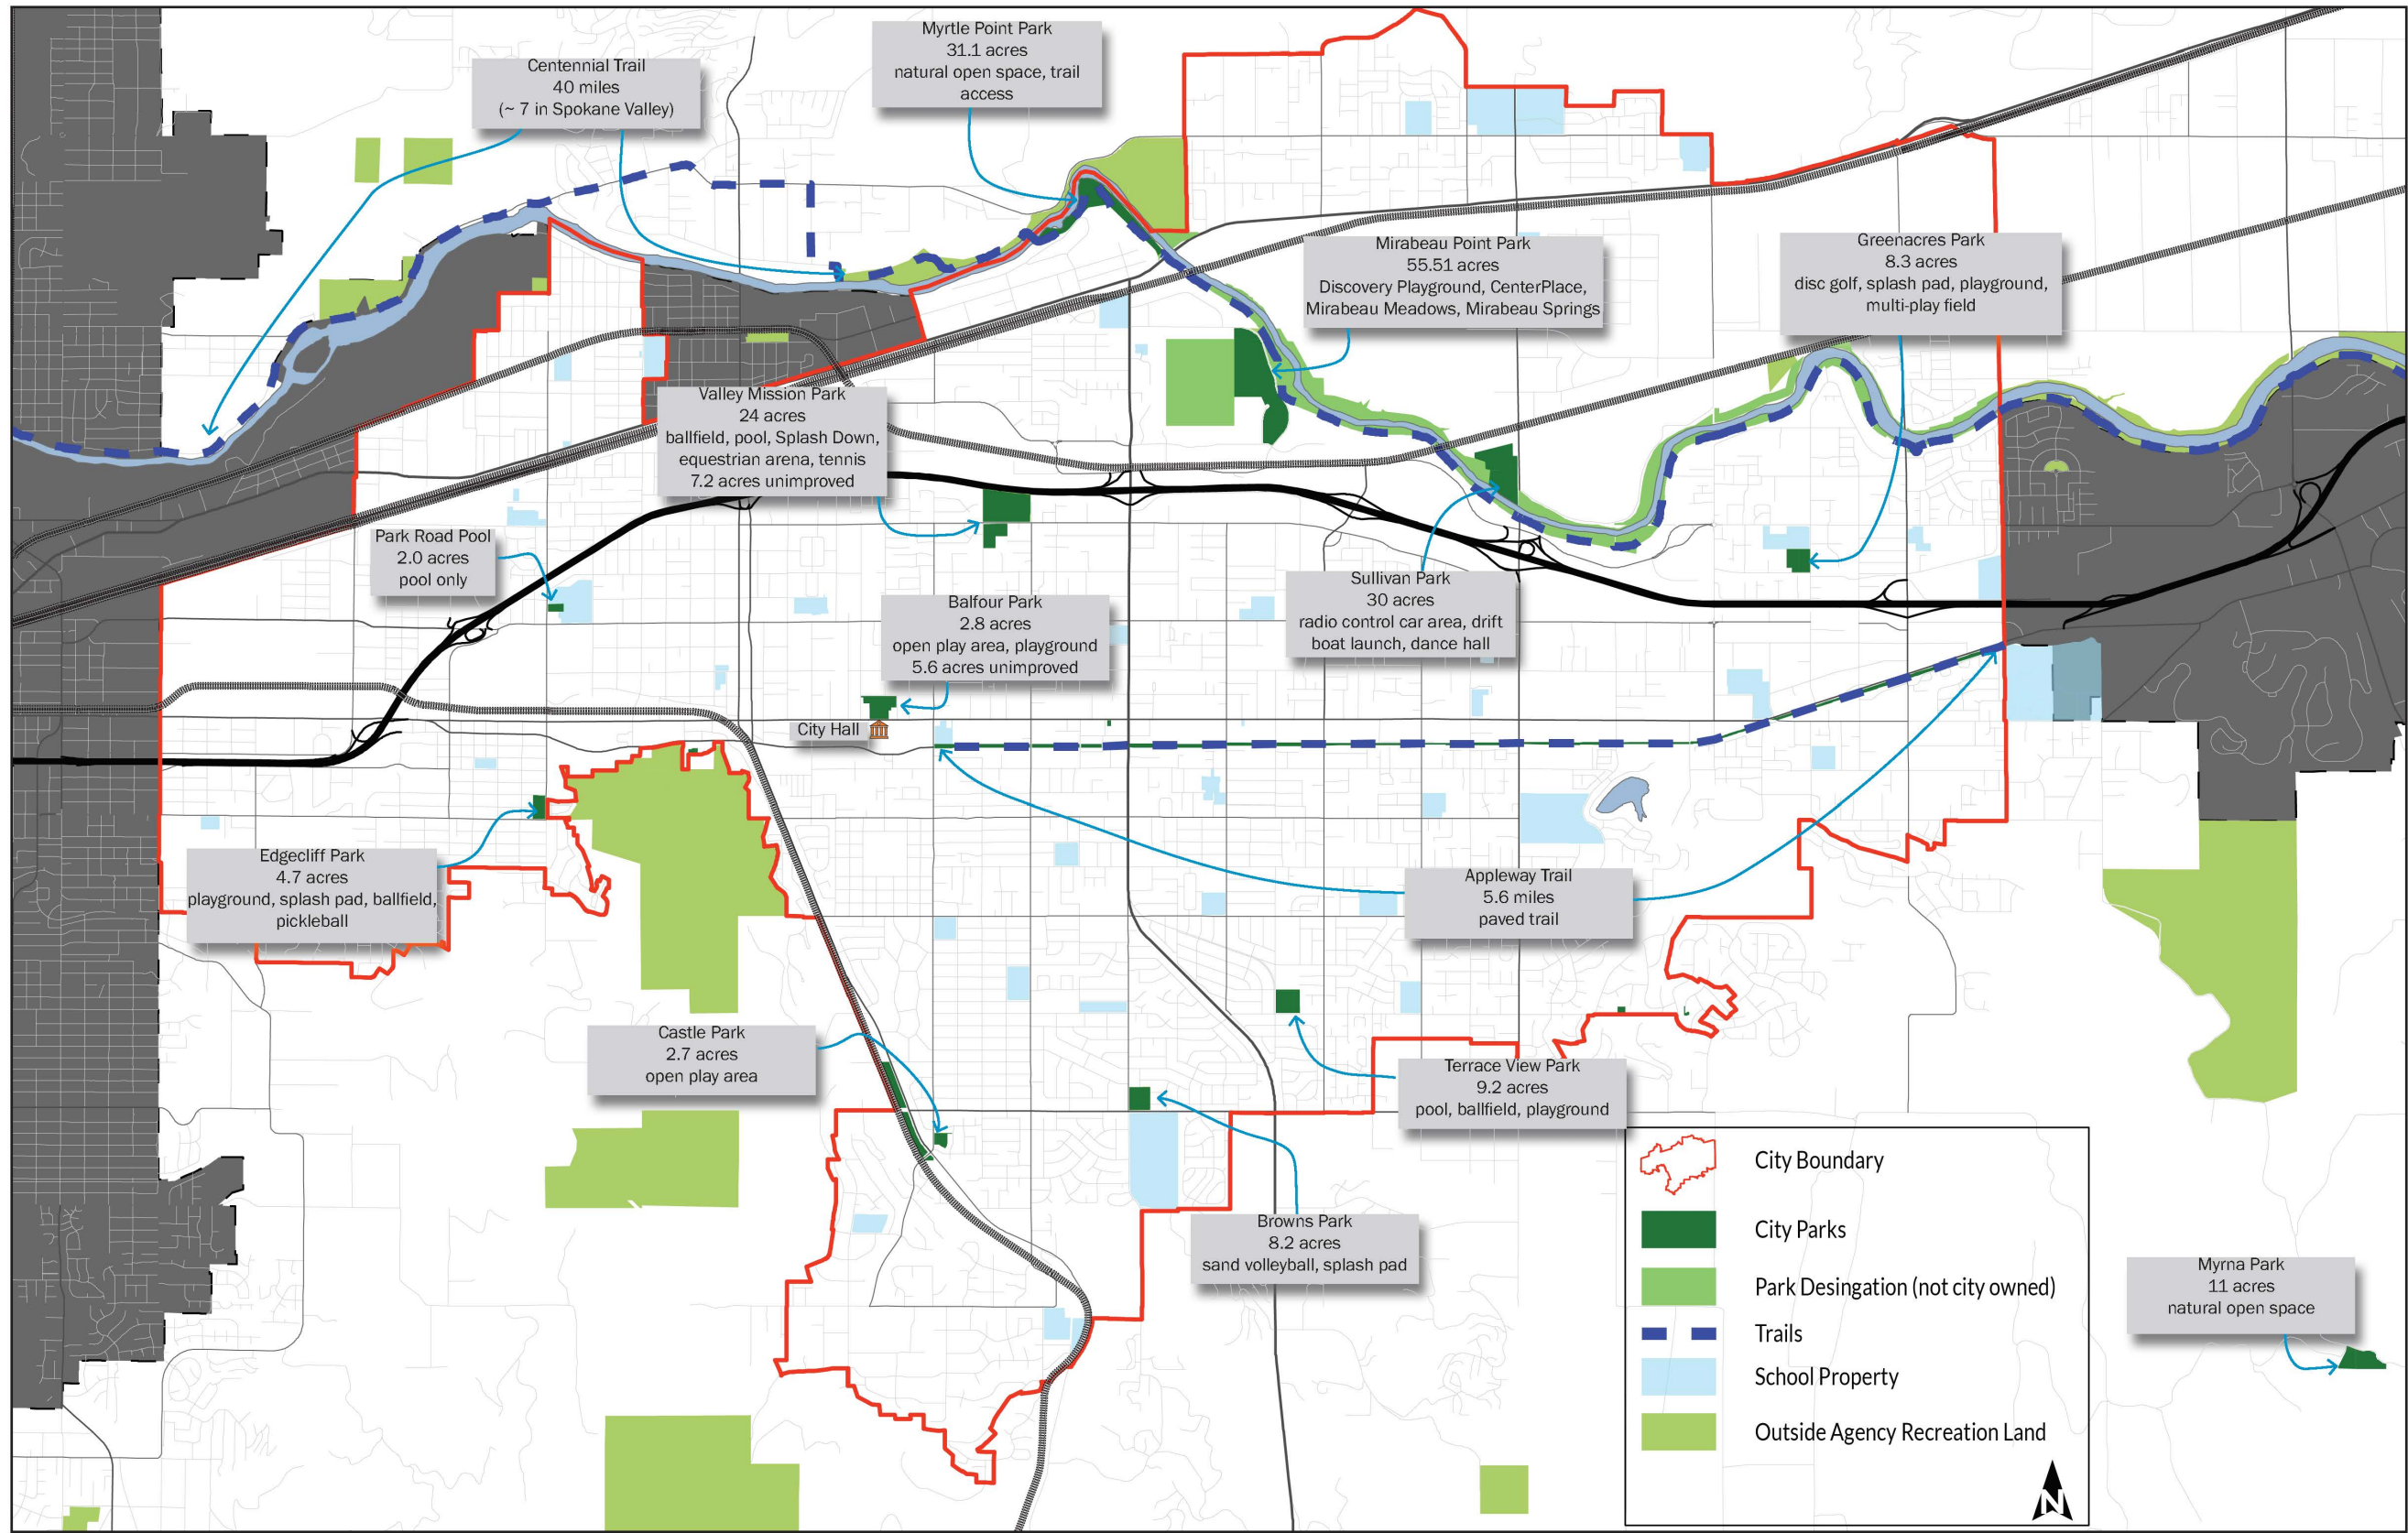 Myrtle Point Park
31.1 acres
natural open space, trail
access
Centennial Trail
40 miles
(~ 7 in Spokane Valley)
Mirabeau Point Park
55.51 acres
Discovery Playground, CenterPlace,
Mirabeau Meadows, Mirabeau Springs
Greenacres Park
8.3 acres
disc golf, splash pad, playground,
multi-play field
Valley Mission Park
24 acres
ballfield, pool, Splash Down,
equestrian arena, tennis
7.2 acres unimproved
Park Road Pool
2.0 acres
pool only
Balfour Park
2.8 acres
open play area, playground
5.6 acres unimproved
Sullivan Park
30 acres
radio control car area, drift
boat launch, dance hall
City Hall
Edgecliff Park
4.7 acres
playground, splash pad, ballfield,
pickleball
Appleway Trail
5.6 miles
paved trail
Castle Park
2.7 acres
open play area
Terrace View Park
9.2 acres
pool, ballfield, playground
Browns Park
8.2 acres
sand volleyball, splash pad
Myrna Park
11 acres
natural open space
City Boundary
City Parks
Park Desingation (not city owned)
Trails
School Property
Outside Agency Recreation Land
N